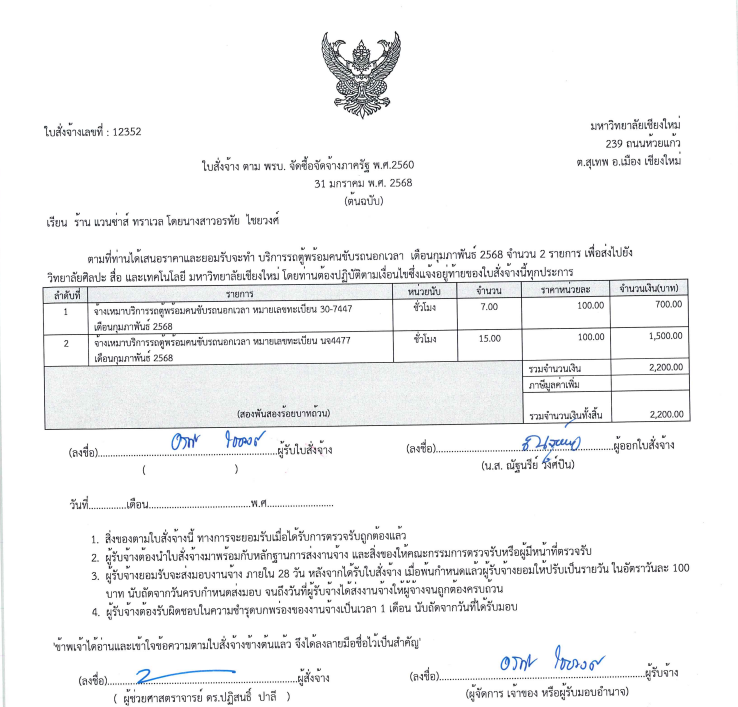 ใบสั่งจ้างเลขที่ : 12352
มหาวิทยาลัยเชียงใหม่
239 ถนนห้วยแก้ว
ต.สุเทพ อ.เมือง เชียงใหม่
ใบสั่งจ้าง ตาม พรบ. จัดซื้อจัดจ้างภาครัฐ พ.ศ.2560
31 มกราคม พ.ศ. 2568
(ต้นฉบับ)
เรียน ร้าน แวนซ่าส์ ทราเวล โดยนางสาวอรทัย ไชยวงศ์
ตามที่ท่านได้เสนอราคาและยอมรับจะทำ บริการรถตู้พร้อมคนขับรถนอกเวลา เดือนกุมภาพันธ์ 2568 จำนวน 2 รายการ เพื่อส่งไปยัง
วิทยาลัยศิลปะ สื่อ และเทคโนโลยี มหาวิทยาลัยเชียงใหม่ โดยท่านต้องปฏิบัติตามเงื่อนไขซึ่งแจ้งอยู่ท้ายของใบสั่งจ้างนี้ทุกประการ
ลำดับที่ รายการ หน่วยนับ จำนวน ราคาหน่วยละ จำนวนเงิน(บาท)
1 จ้างเหมาบริการรถตู้พร้อมคนขับรถนอกเวลา หมายเลขทะเบียน 30-7447 ชั่วโมง 7.00 100.00 700.00
เดือนกุมภาพันธ์ 2568
2 จ้างเหมาบริการรถตู้พร้อมคนขับรถนอกเวลา หมายเลขทะเบียน นจ4477 ชั่วโมง 15.00 100.00 1,500.00
เดือนกุมภาพันธ์ 2568
รวมจำนวนเงิน 2,200.00
ภาษีมูลค่าเพิ่ม
(สองพันสองร้อยบาทถ้วน) รวมจำนวนเงินทั้งสิ้น 2,200.00
(ลงชื่อ)..............................ผู้รับใบสั่งจ้าง (ลงชื่อ)..............................ผู้ออกใบสั่งจ้าง
( ) (น.ส. ณัฐนรีย์ วงค์ปิน)
วันที่..............เดือน..............................พ.ศ......................
1. สิ่งของตามใบสั่งจ้างนี้ ทางการจะยอมรับเมื่อได้รับการตรวจรับถูกต้องแล้ว
2. ผู้รับจ้างต้องนำใบสั่งจ้างมาพร้อมกับหลักฐานการส่งงานจ้าง และสิ่งของให้คณะกรรมการตรวจรับหรือผู้มีหน้าที่ตรวจรับ
3. ผู้รับจ้างยอมรับจะส่งมอบงานจ้าง ภายใน 28 วัน หลังจากได้รับใบสั่งจ้าง เมื่อพ้นกำหนดแล้วผู้รับจ้างยอมให้ปรับเป็นรายวัน ในอัตราวันละ 100
บาท นับถัดจากวันครบกำหนดส่งมอบ จนถึงวันที่ผู้รับจ้างได้ส่งงานจ้างให้ผู้จ้างจนถูกต้องครบถ้วน
4. ผู้รับจ้างต้องรับผิดชอบในความชำรุดบกพร่องของงานจ้างเป็นเวลา 1 เดือน นับถัดจากวันที่ได้รับมอบ
'ข้าพเจ้าได้อ่านและเข้าใจข้อความตามใบสั่งจ้างข้างต้นแล้ว จึงได้ลงลายมือชื่อไว้เป็นสำคัญ'
(ลงชื่อ)..............................ผู้สั่งจ้าง (ลงชื่อ)..............................ผู้รับจ้าง
( ผู้ช่วยศาสตราจารย์ ดร.ปฏิสนธิ์ ปาลี ) (ผู้จัดการ เจ้าของ หรือผู้รับมอบอำนาจ)